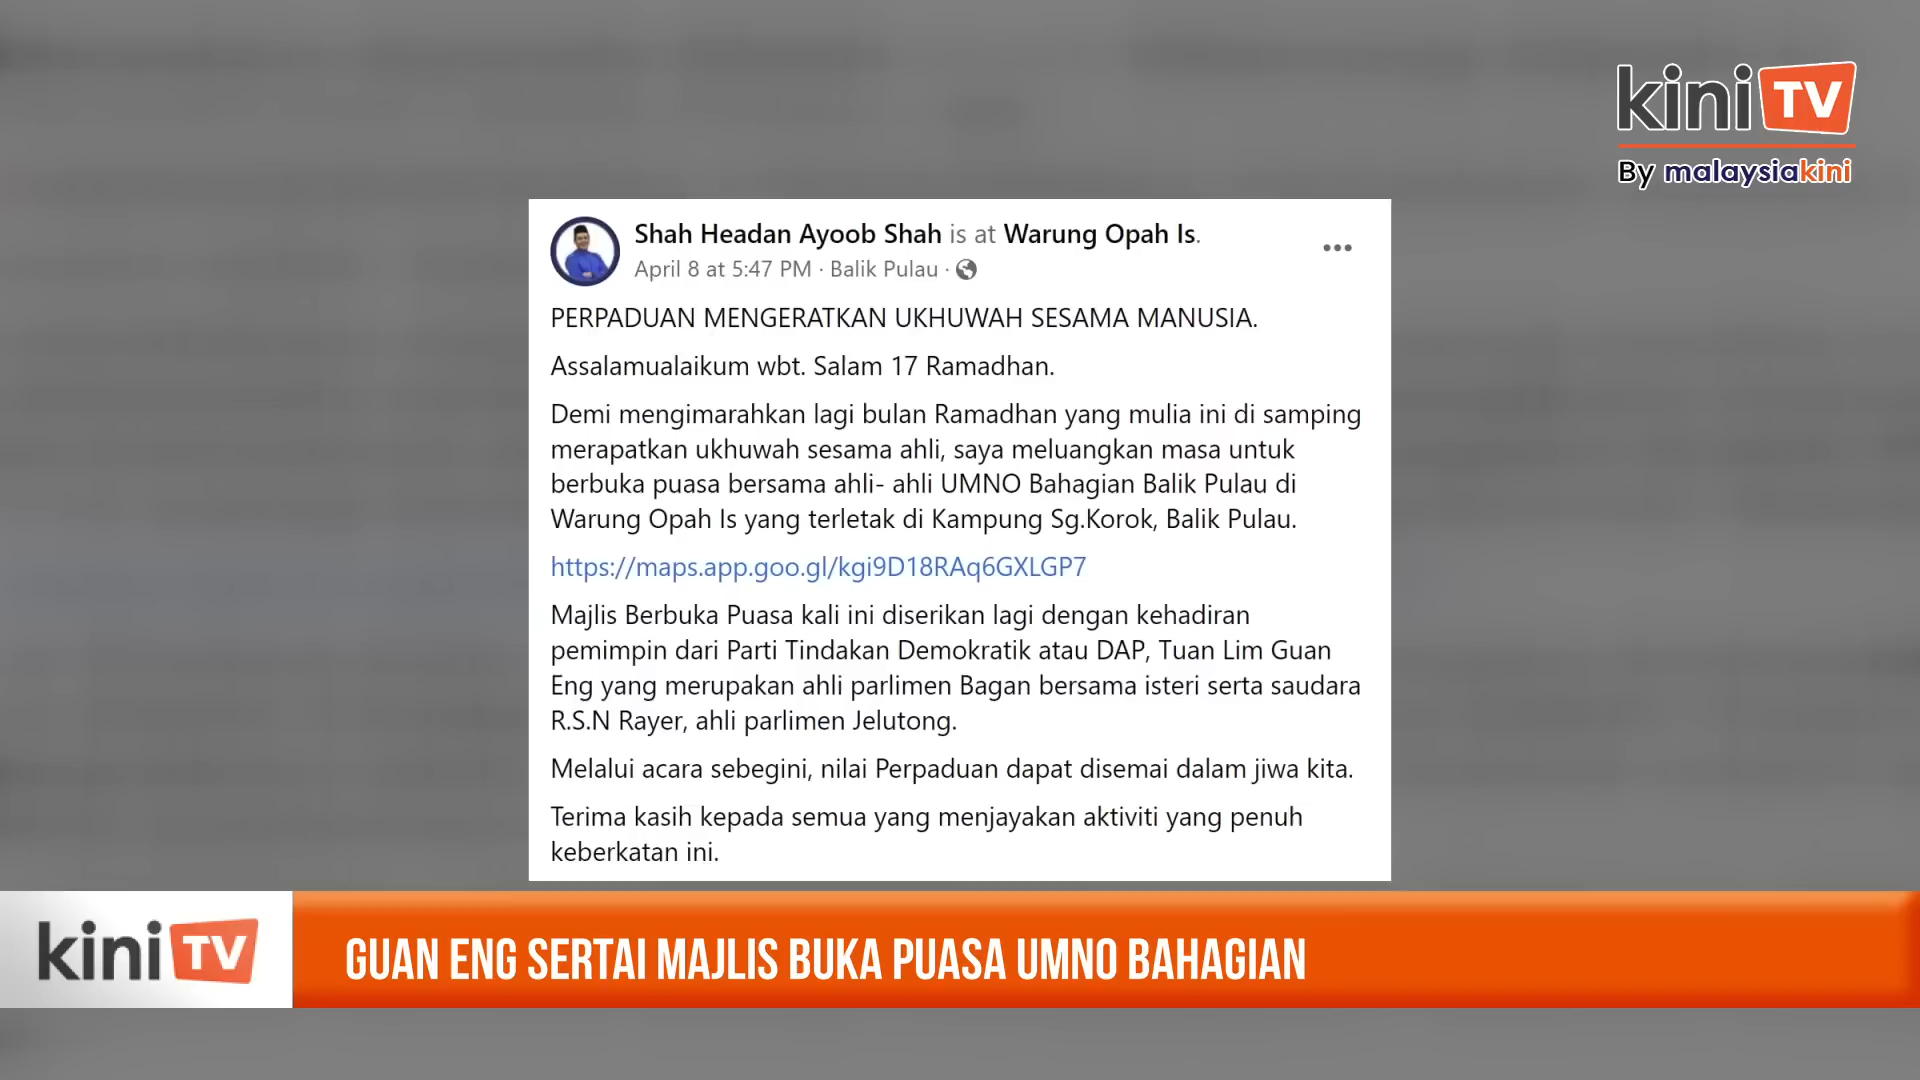 kini TV
By malaysiakini
Shah Headan Ayoob Shah is at Warung Opah Is.
April 8 at 5:47 PM · Balik Pulau ·
PERPADUAN MENGERATKAN UKHUWAH SESAMA MANUSIA.
Assalamualaikum wbt. Salam 17 Ramadhan.
Demi mengimarahkan lagi bulan Ramadhan yang mulia ini di samping
merapatkan ukhuwah sesama ahli, saya meluangkan masa untuk
berbuka puasa bersama ahli- ahli UMNO Bahagian Balik Pulau di
Warung Opah Is yang terletak di Kampung Sg.Korok, Balik Pulau.
https://maps.app.goo.gl/kgi9D18RAq6GXLGP7
Majlis Berbuka Puasa kali ini diserikan lagi dengan kehadiran
pemimpin dari Parti Tindakan Demokratik atau DAP, Tuan Lim Guan
Eng yang merupakan ahli parlimen Bagan bersama isteri serta saudara
R.S.N Rayer, ahli parlimen Jelutong.
Melalui acara sebegini, nilai Perpaduan dapat disemai dalam jiwa kita.
Terima kasih kepada semua yang menjayakan aktiviti yang penuh
keberkatan ini.
kini TV
GUAN ENG SERTAI MAJLIS BUKA PUASA UMNO BAHAGIAN